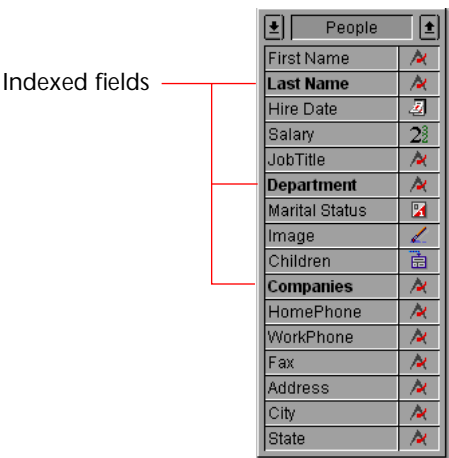 People
First Name
Indexed fields
Last Name
Hire Date
Salary
JobTitle
Department
Marital Status
Image
Children
Companies
HomePhone
WorkPhone
Fax
Address
City
State